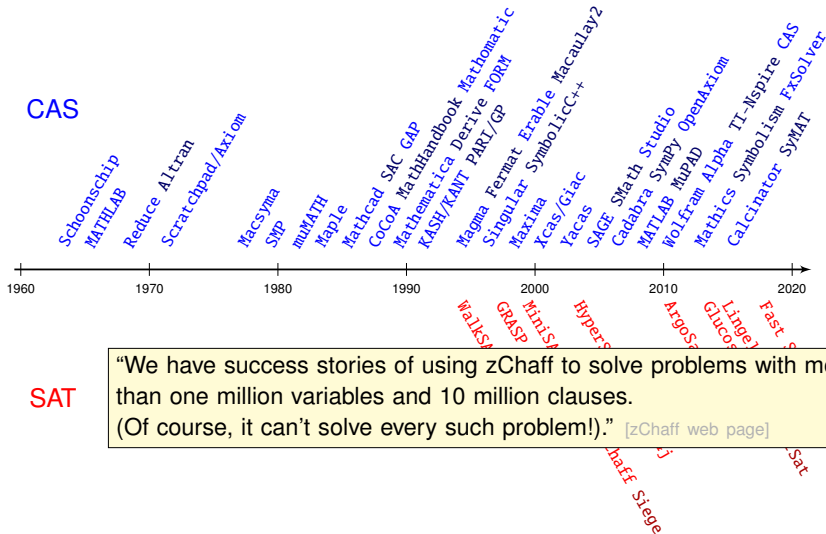 CAS
Schoonschip
MATHLAB
Reduce Altran
Scratchpad/Axiom
Macsyma
SMP
muMATH
Maple
Mathcad SAC GAP
CoCoA MathHandbook Mathomatic
Mathematica Derive FORM
KASH/KANT PARI/GP
Magma Fermat Erable Macaulay2
Singular SymbolicC++
Maxima
Xcas/Giac
Yacas
SAGE SMath Studio
Cadabra SymPy OpenAxiom
MATLAB MuPAD
Wolfram Alpha TI-Nspire CAS
Mathics Symbolism FxSolver
Calcinator SyMAT
1960 1970 1980 1990 2000 2010 2020
GRASP
Fast
SAT
“We have success stories of using zChaff to solve problems with
than one million variables and 10 million clauses.
(Of course, it can't solve every such problem!).” [zChaff web page]
Siege